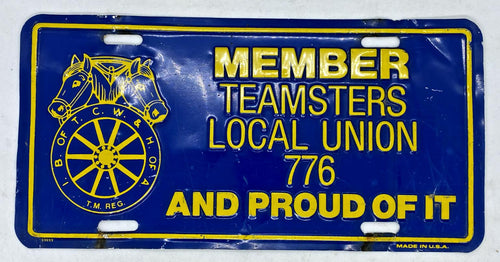 MEMBER
TEAMSTERS
LOCAL UNION
776
AND PROUD OF IT
I. B. OF T. C. W. & H. OF A.
T.M. REG.
MADE IN U.S.A.